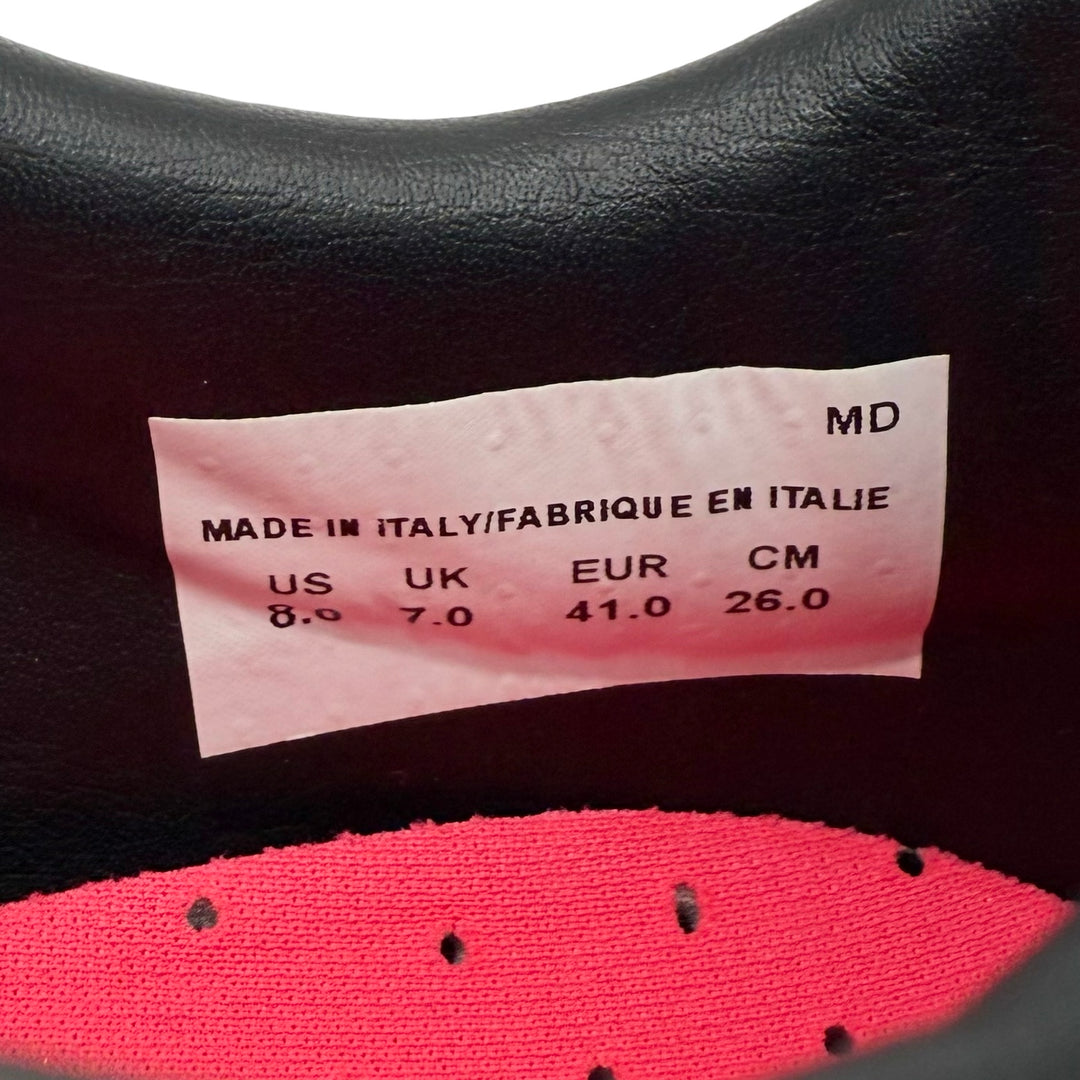 MD
MADE IN ITALY/FABRIQUE EN ITALIE
US UK EUR CM
8.0 7.0 41.0 26.0